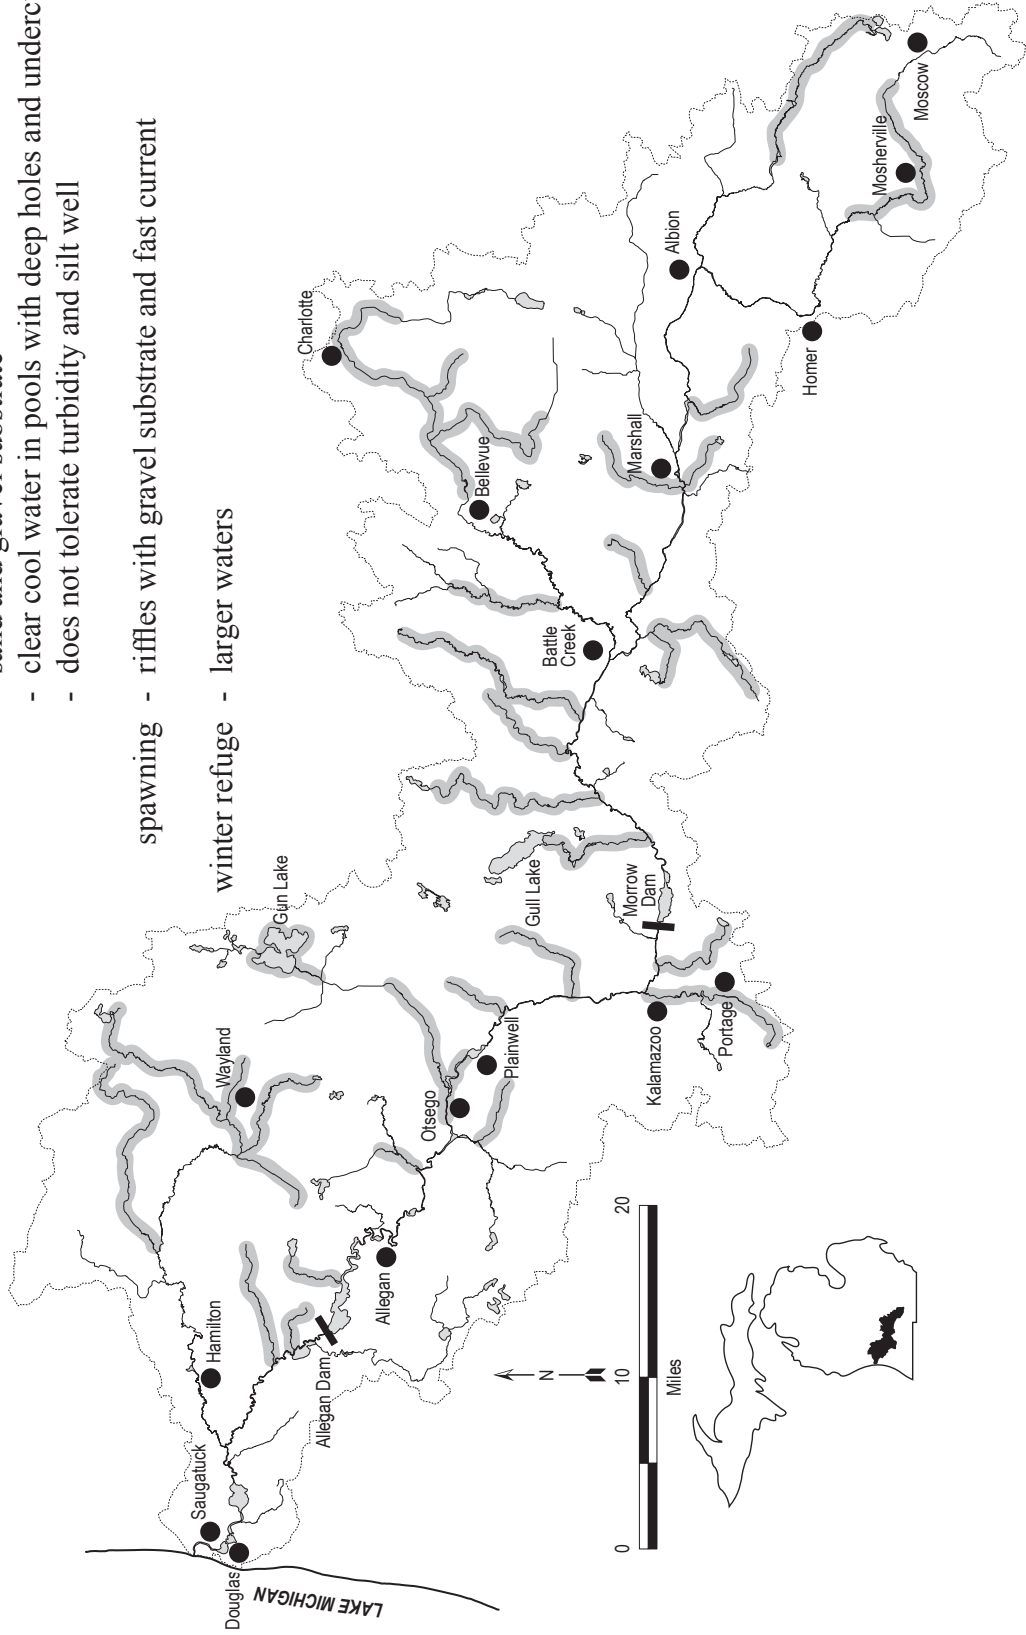 sand and gravel substrate
- clear cool water in pools with deep holes and underc
- does not tolerate turbidity and silt well
spawning - riffles with gravel substrate and fast current
winter refuge - larger waters
Charlotte
Gun Lake
Wayland
Hamilton
Saugatuck
Douglas
LAKE MICHIGAN
Allegan Dam
Allegan
Otsego
Plainwell
Gull Lake
Morrow
Dam
Kalamazoo
Portage
Battle
Creek
Bellevue
Marshall
Albion
Homer
Mosherville
Moscow
N
0
10
20
Miles